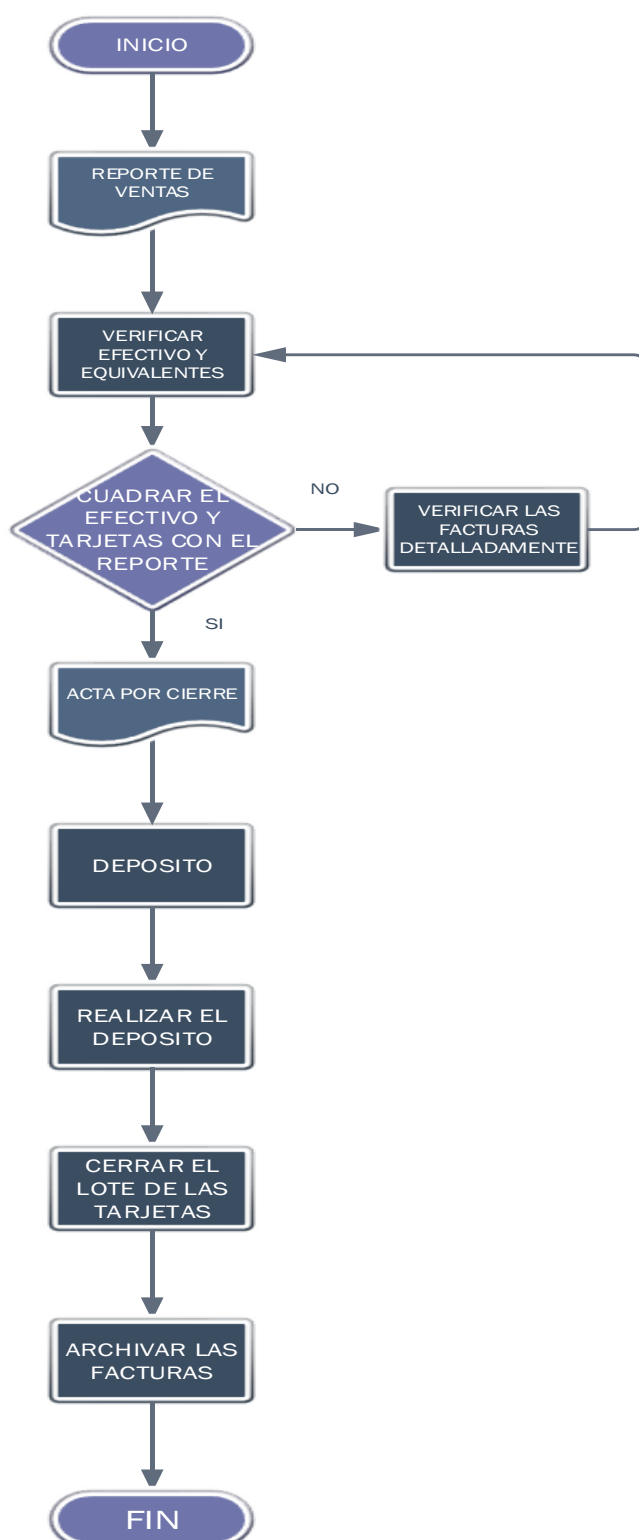 INICIO
REPORTE DE
VENTAS
VERIFICAR
EFECTIVO Y
EQUIVALENTES
CUADRAR EL
EFECTIVO Y
TARJETAS CON EL
REPORTE
NO
VERIFICAR LAS
FACTURAS
DETALLADAMENTE
SI
ACTA POR CIERRE
DEPOSITO
REALIZAR EL
DEPOSITO
CERRAR EL
LOTE DE LAS
TARJETAS
ARCHIVAR LAS
FACTURAS
FIN